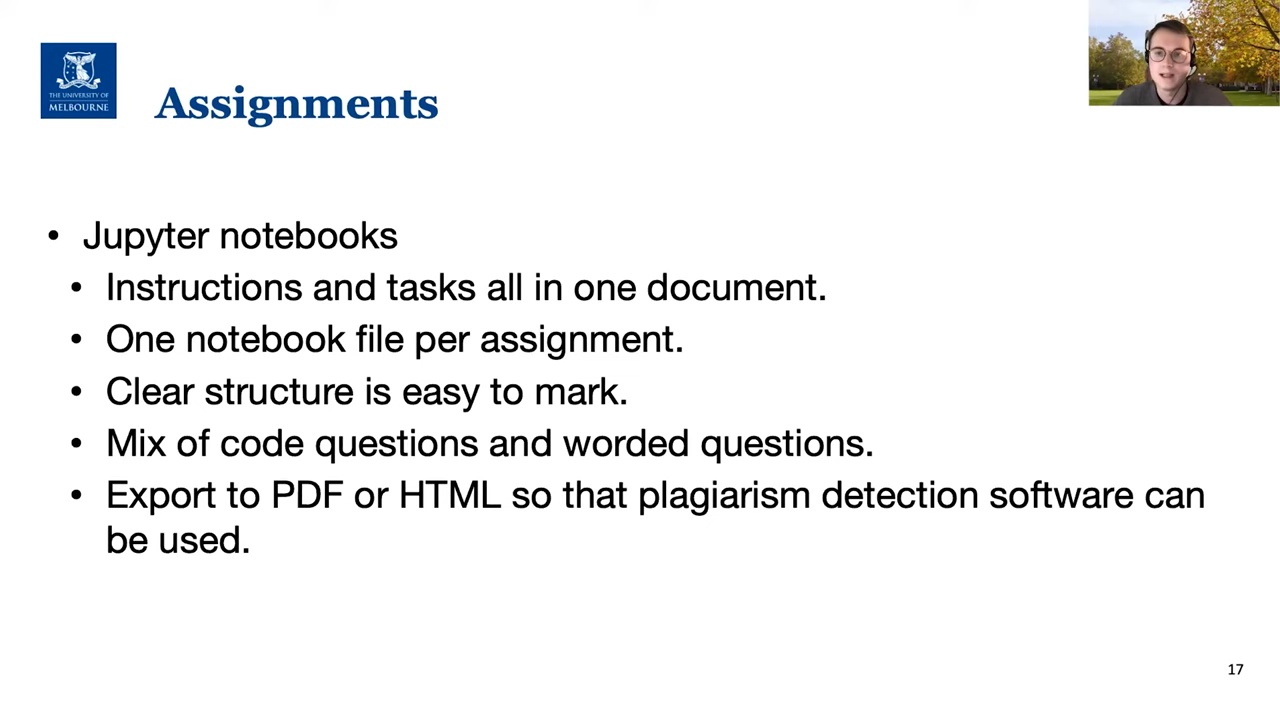 THE UNIVERSITY OF
MELBOURNE
Assignments
• Jupyter notebooks
• Instructions and tasks all in one document.
• One notebook file per assignment.
• Clear structure is easy to mark.
• Mix of code questions and worded questions.
• Export to PDF or HTML so that plagiarism detection software can
be used.
17